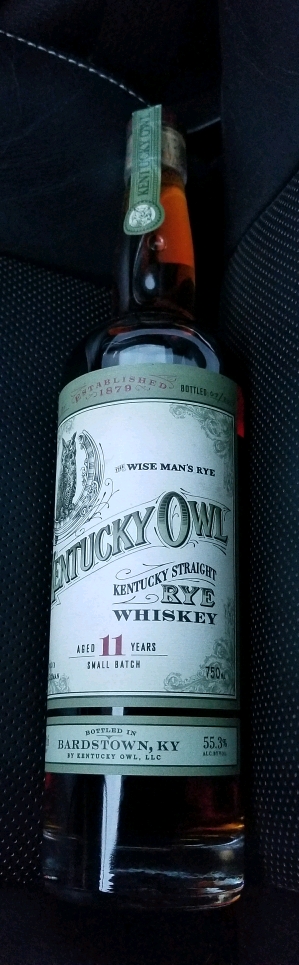 KENTUCKY OWL
ESTABLISHED
1879
BOTTLED
THE WISE MAN'S RYE
KENTUCKY OWL
KENTUCKY STRAIGHT
RYE
WHISKEY
AGED 11 YEARS
SMALL BATCH
750
BOTTLED IN
BARDSTOWN, KY
BY KENTUCKY OWL, LLC
55.3%